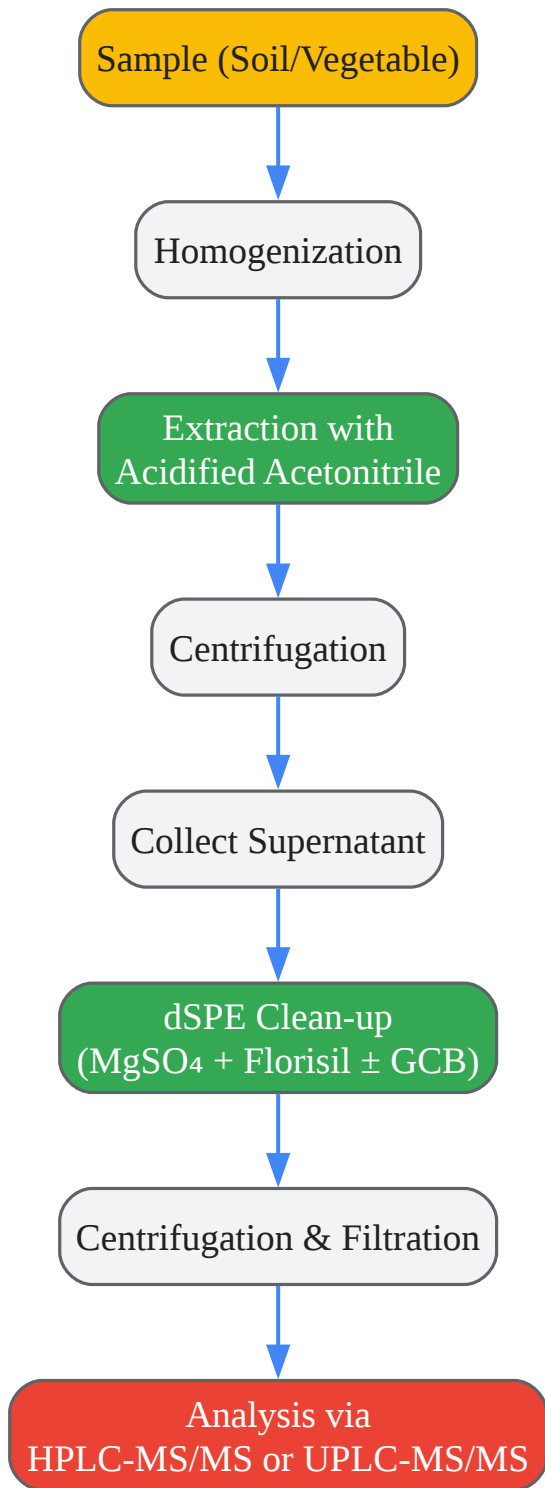 Sample (Soil/Vegetable)
Homogenization
Extraction with
Acidified Acetonitrile
Centrifugation
Collect Supernatant
dSPE Clean-up
(MgSO₄ + Florisil ± GCB)
Centrifugation & Filtration
Analysis via
HPLC-MS/MS or UPLC-MS/MS